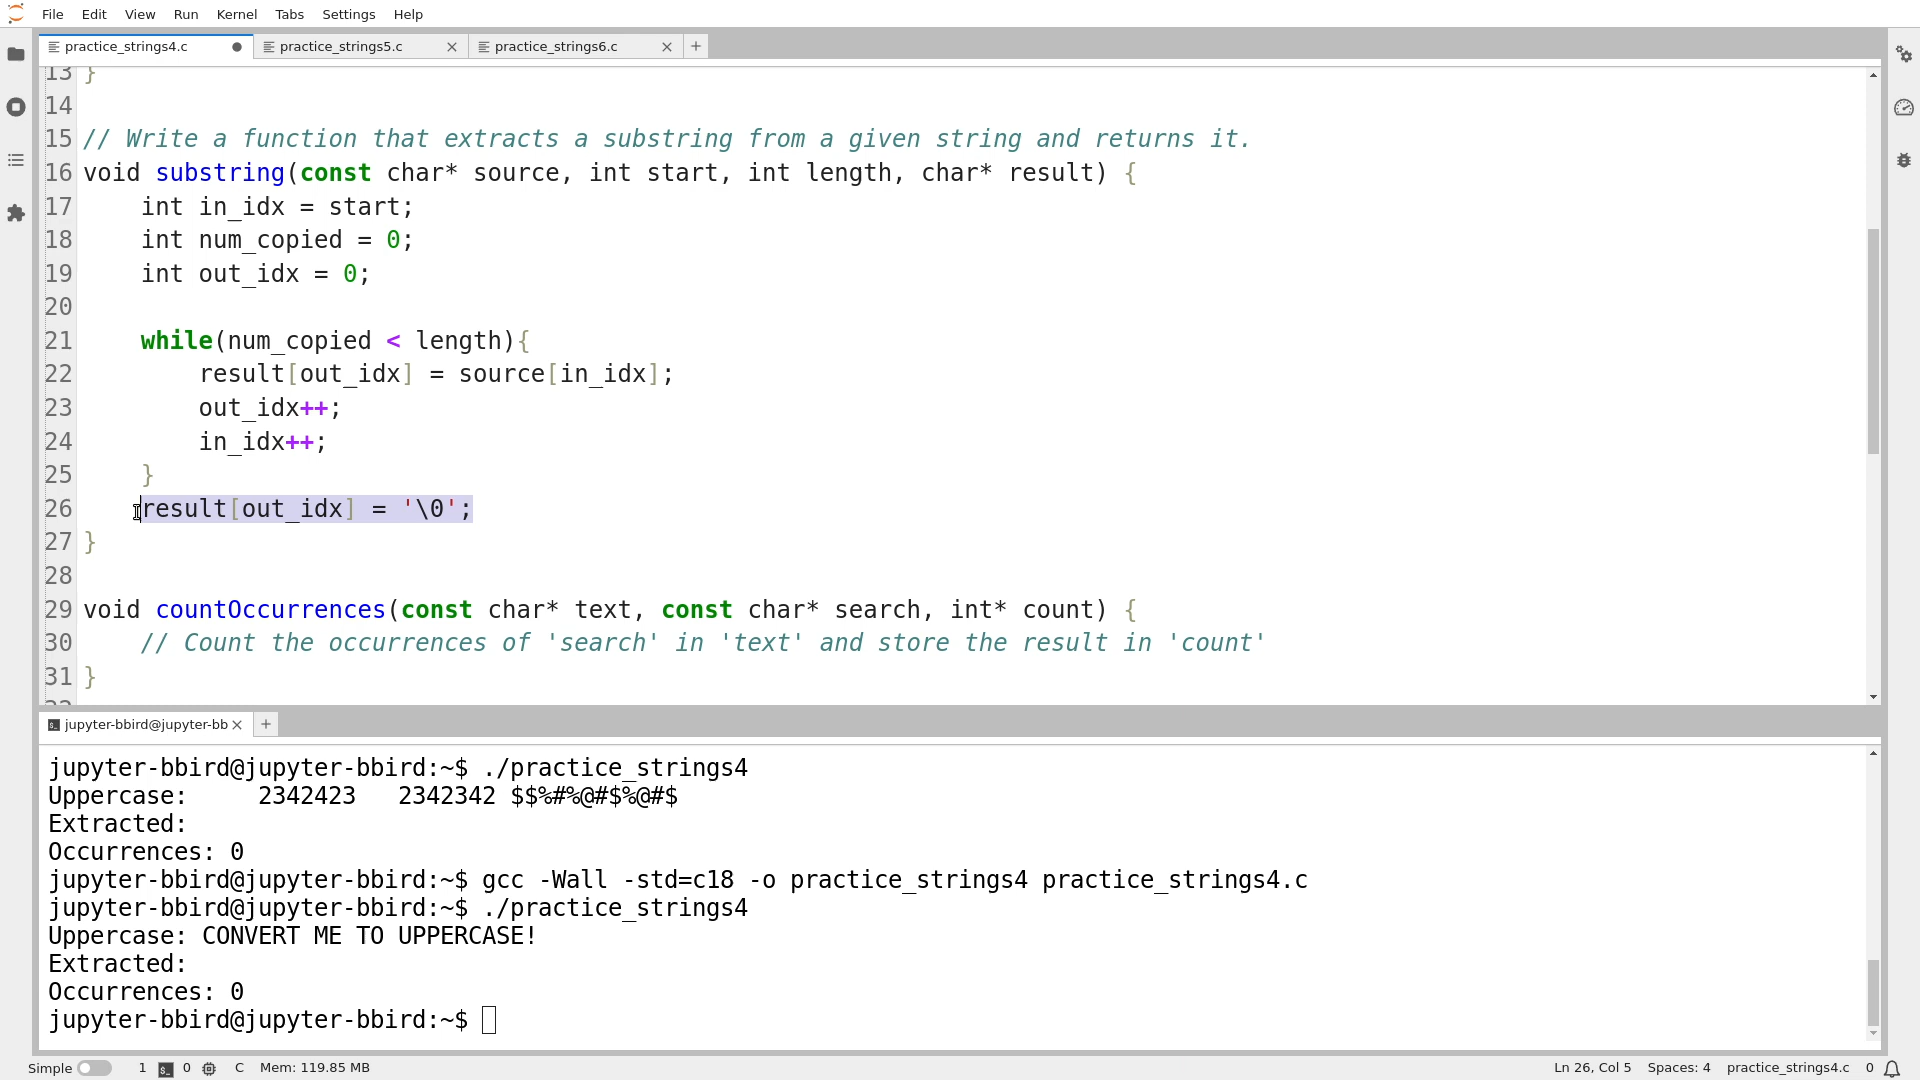 File Edit View Run Kernel Tabs Settings Help
practice_strings4.c practice_strings5.c practice_strings6.c
13 }
14
15 // Write a function that extracts a substring from a given string and returns it.
16 void substring(const char* source, int start, int length, char* result) {
17     int in_idx = start;
18     int num_copied = 0;
19     int out_idx = 0;
20
21     while(num_copied < length){
22         result[out_idx] = source[in_idx];
23         out_idx++;
24         in_idx++;
25     }
26     result[out_idx] = '\0';
27 }
28
29 void countOccurrences(const char* text, const char* search, int* count) {
30     // Count the occurrences of 'search' in 'text' and store the result in 'count'
31 }
32
jupyter-bbird@jupyter-bb
jupyter-bbird@jupyter-bbird:~$ ./practice_strings4
Uppercase:     2342423   2342342 $$%#%@#$%@#$
Extracted:
Occurrences: 0
jupyter-bbird@jupyter-bbird:~$ gcc -Wall -std=c18 -o practice_strings4 practice_strings4.c
jupyter-bbird@jupyter-bbird:~$ ./practice_strings4
Uppercase: CONVERT ME TO UPPERCASE!
Extracted:
Occurrences: 0
jupyter-bbird@jupyter-bbird:~$
Simple 1 0 C Mem: 119.85 MB Ln 26, Col 5 Spaces: 4 practice_strings4.c 0